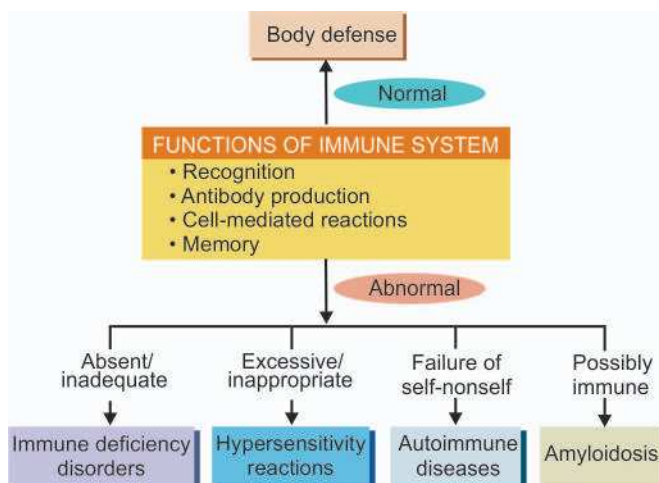 Body defense
Normal
FUNCTIONS OF IMMUNE SYSTEM
• Recognition
• Antibody production
• Cell-mediated reactions
• Memory
Abnormal
Absent/
inadequate
Excessive/
inappropriate
Failure of
self-nonself
Possibly
immune
Immune deficiency
disorders
Hypersensitivity
reactions
Autoimmune
diseases
Amyloidosis